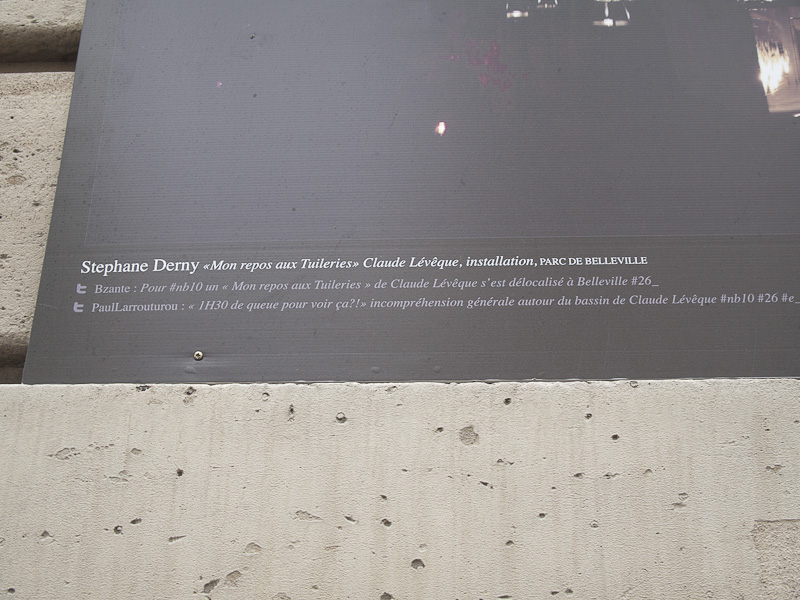 Stephane Derny «Mon repos aux Tuileries» Claude Lévêque, installation, PARC DE BELLEVILLE
Bzante : Pour #nb10 un « Mon repos aux Tuileries » de Claude Lévêque s'est délocalisé à Belleville #26_
PaulLarrouturou : « 1H30 de queue pour voir ça?!» incompréhension générale autour du bassin de Claude Lévêque #nb10 #26 #e_